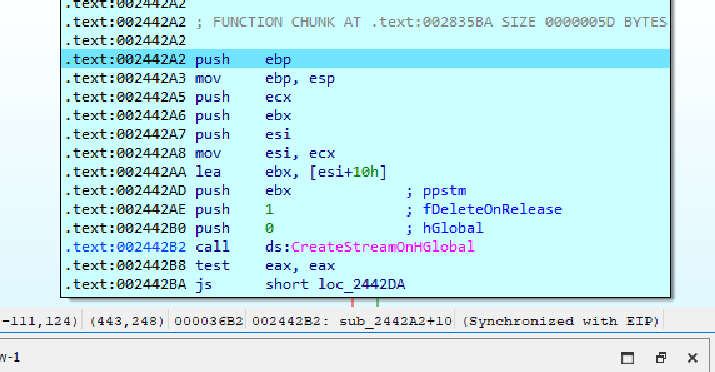 .text:002442A2
.text:002442A2 ; FUNCTION CHUNK AT .text:002835BA SIZE 0000005D BYTES
.text:002442A2
.text:002442A2 push ebp
.text:002442A3 mov ebp, esp
.text:002442A5 push ecx
.text:002442A6 push ebx
.text:002442A7 push esi
.text:002442A8 mov esi, ecx
.text:002442AA lea ebx, [esi+10h]
.text:002442AD push ebx ; ppstm
.text:002442AE push 1 ; fDeleteOnRelease
.text:002442B0 push 0 ; hGlobal
.text:002442B2 call ds:CreateStreamOnHGlobal
.text:002442B8 test eax, eax
.text:002442BA js short loc_2442DA
-111,124) (443,248) 000036B2 002442B2: sub_2442A2+10 (Synchronized with EIP)
w-1